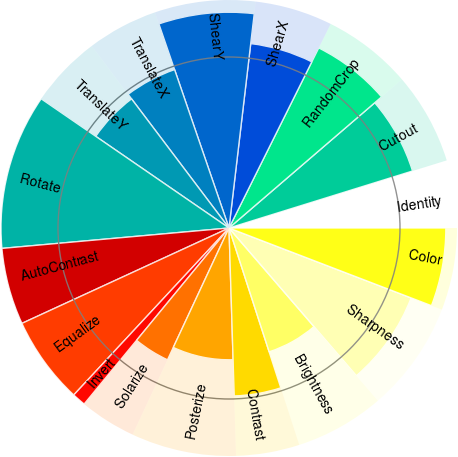 ShearY
ShearX
TranslateX
RandomCrop
TranslateY
Cutout
Rotate
Identity
AutoContrast
Color
Equalize
Sharpness
Invert
Solarize
Brightness
Posterize
Contrast